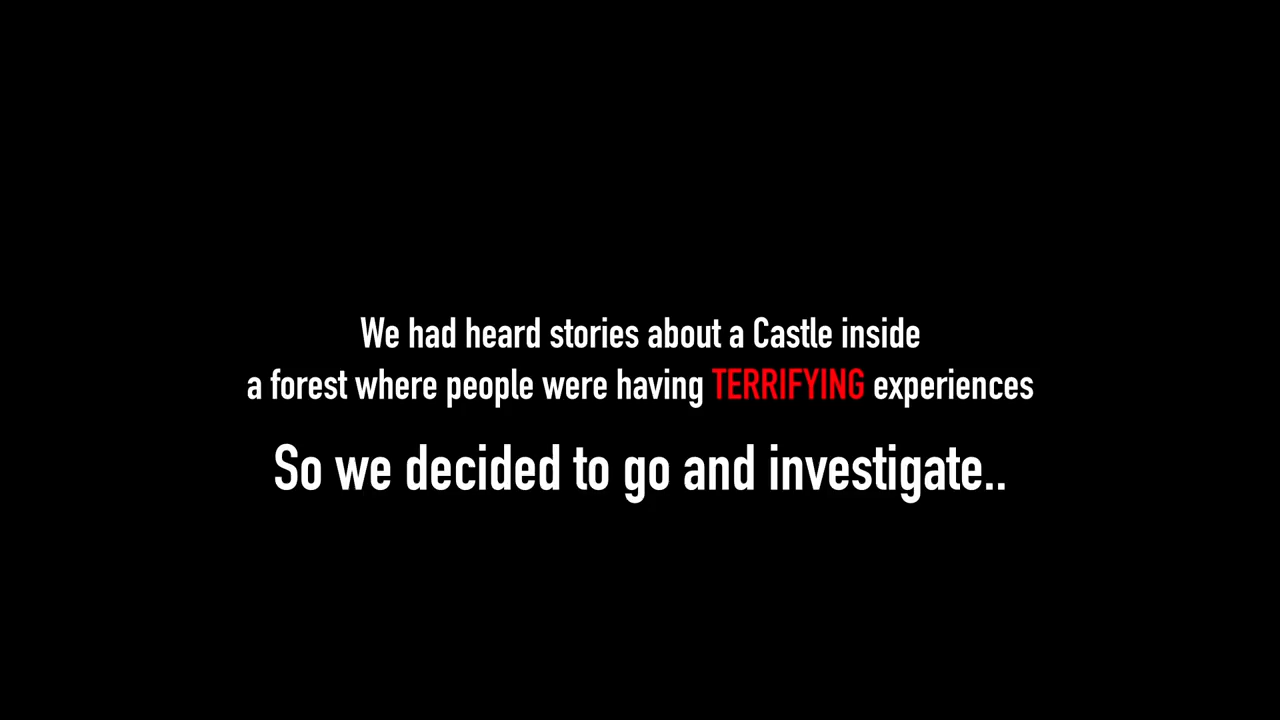 We had heard stories about a Castle inside
a forest where people were having TERRIFYING experiences
So we decided to go and investigate..